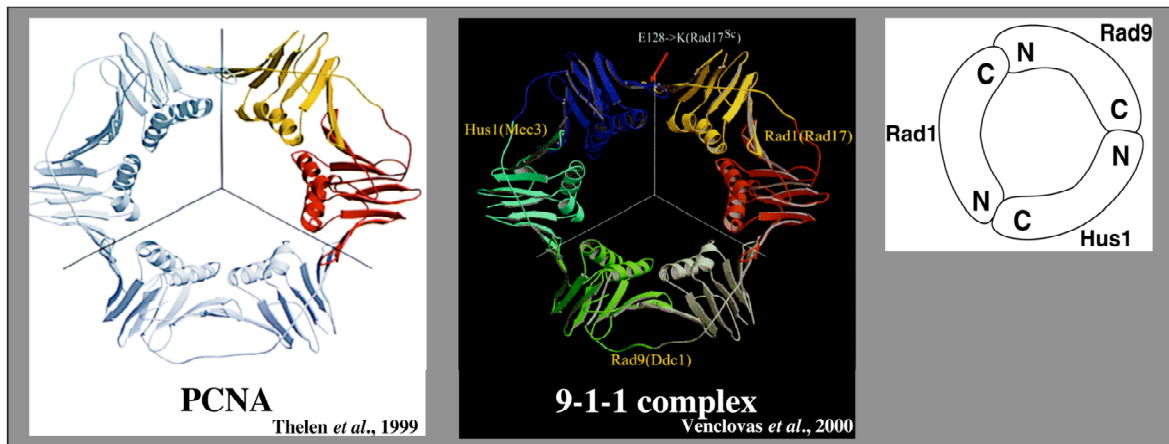 PCNA
Thelen et al., 1999
E128->K(Rad17Sc)
Hus1(Mec3)
Rad1(Rad17)
Rad9(Ddc1)
9-1-1 complex
Venclovas et al., 2000
Rad9
N
C
Rad1
C
N
N
C
Hus1